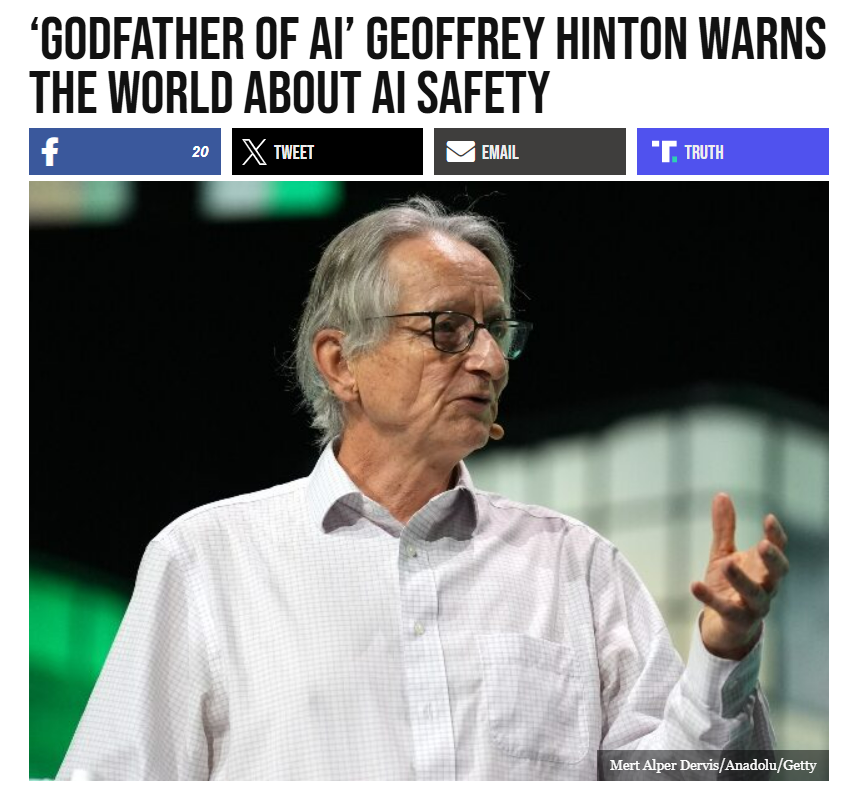 ‘GODFATHER OF AI’ GEOFFREY HINTON WARNS
THE WORLD ABOUT AI SAFETY
20
TWEET
EMAIL
TRUTH
Mert Alper Dervis/Anadolu/Getty